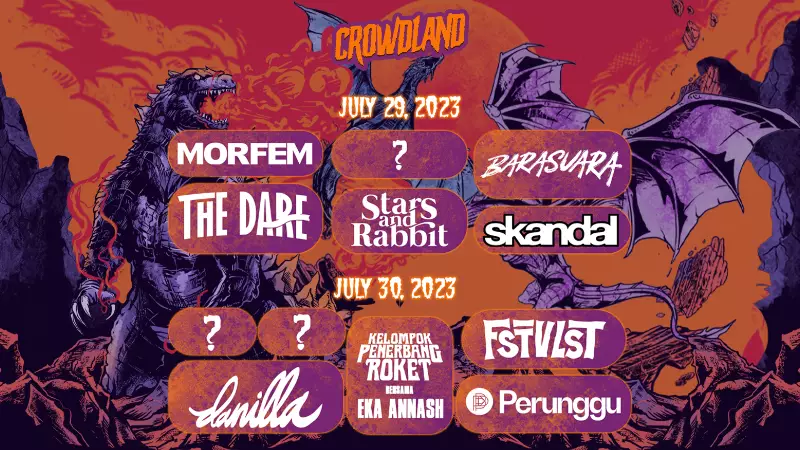 CROWDLAND
JULY 29, 2023
MORFEM
?
BARASUARA
THE DARE
Stars
and
Rabbit
skandal
JULY 30, 2023
?
?
KELOMPOK
PENERBANG
ROKET
BERSAMA
EKA ANNASH
FSTVLST
danilla
Perunggu